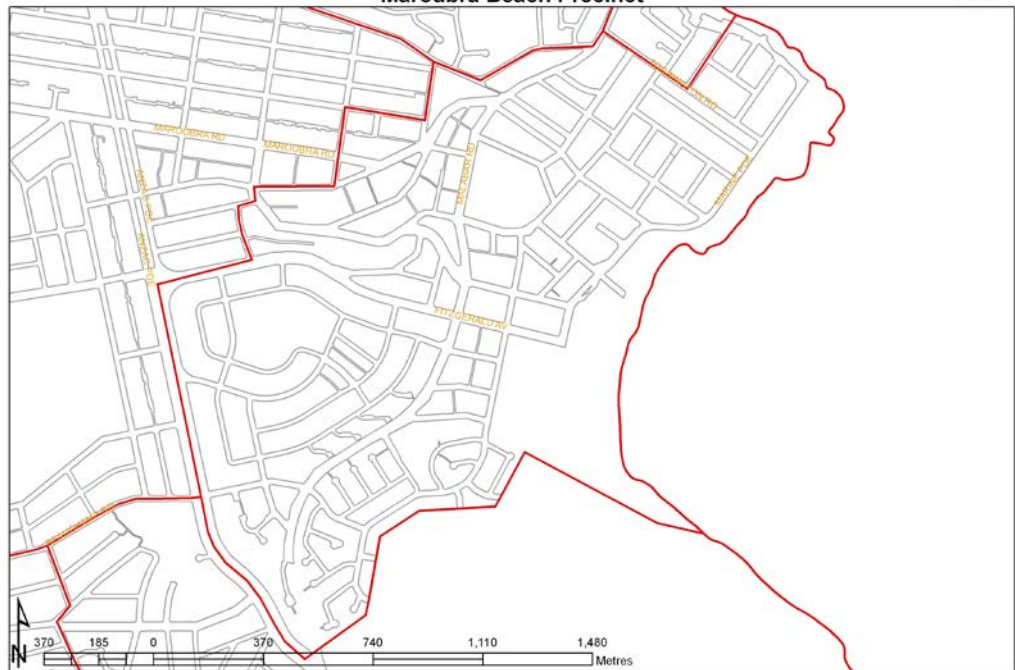 Maroubra Beach Precinct
MAROUBRA RD
MAROUBRA RD
MALABAR RD
ANZAC PDE
MARINE PDE
ANZAC PDE
FITZGERALD AV
N
370 185 0 370 740 1,110 1,480
Metres